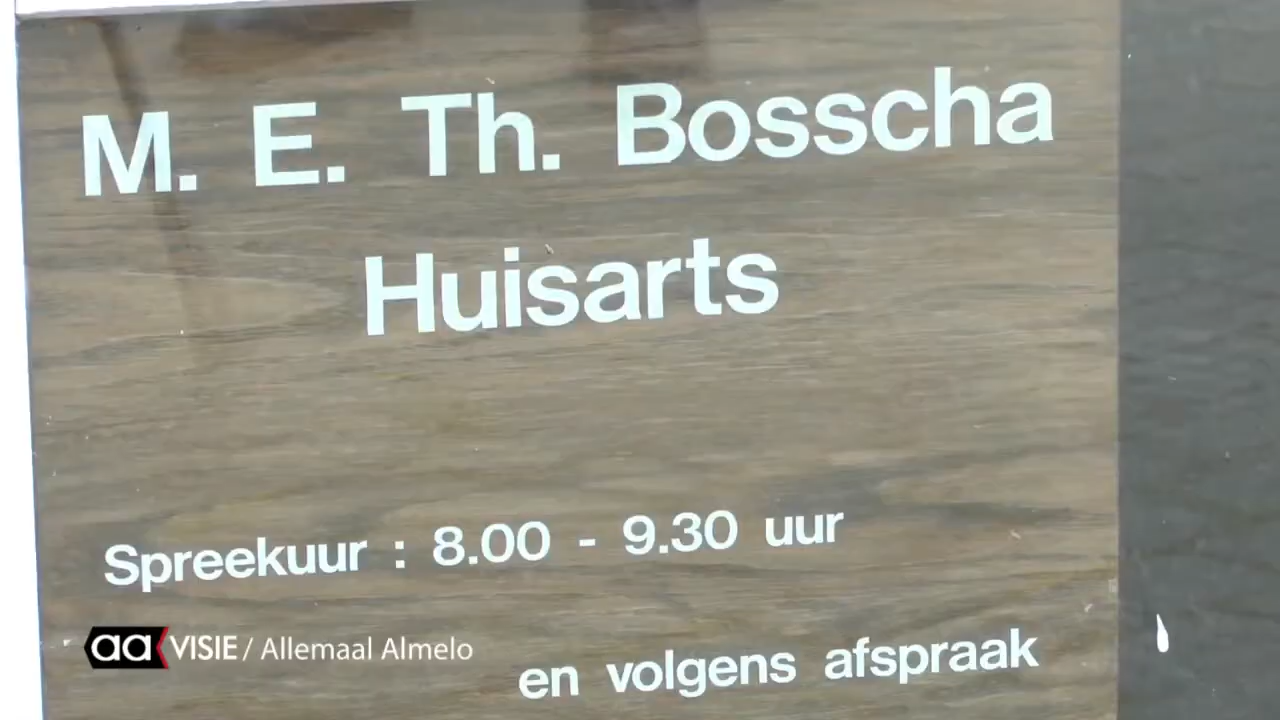 M. E. Th. Bosscha
Huisarts
Spreekuur : 8.00 - 9.30 uur
en volgens afspraak
aa VISIE / Allemaal Almelo